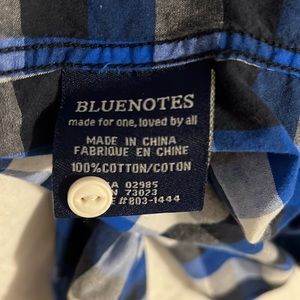 BLUENOTES
made for one, loved by all
MADE IN CHINA
FABRIQUE EN CHINE
100% COTTON/COTON
02985
73023
#803-1444